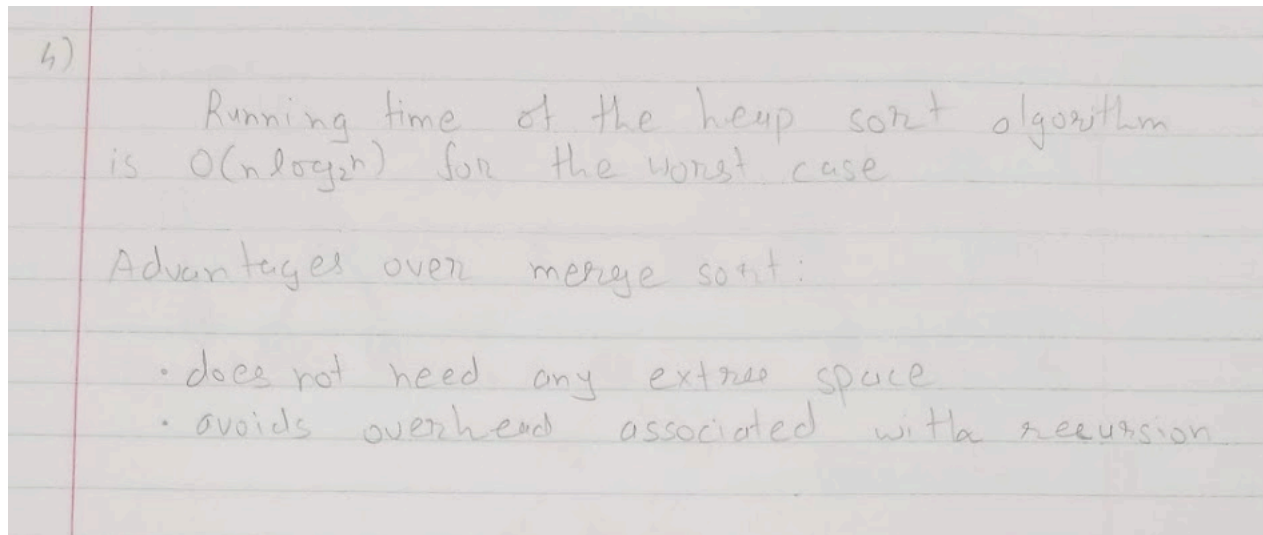 4)
Running time of the heap sort algorithm
is O(n log₂n) for the worst case
Advantages over merge sort:
• does not need any extra space
• avoids overhead associated with recursion